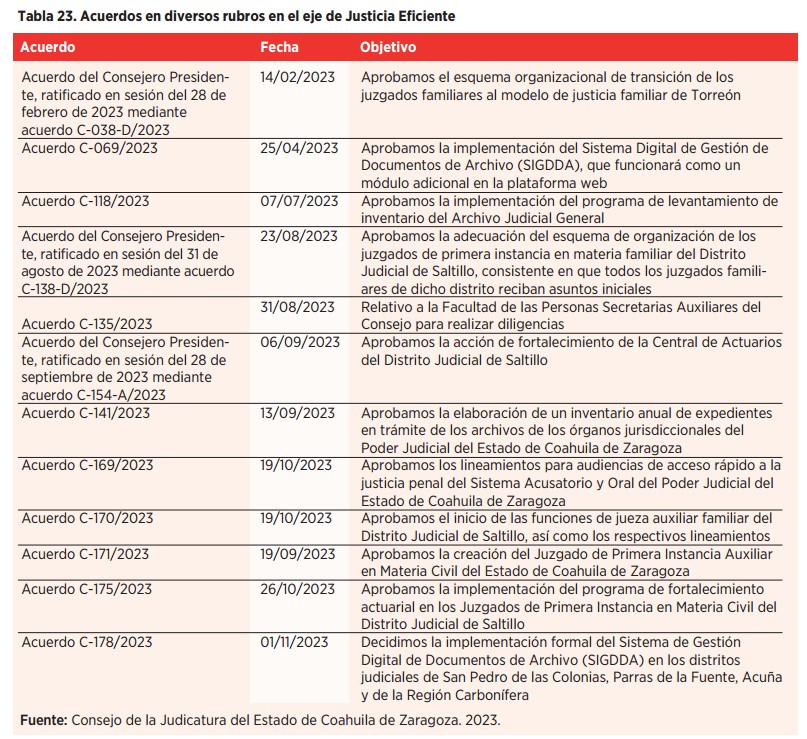 Tabla 23. Acuerdos en diversos rubros en el eje de Justicia Eficiente
Acuerdo Fecha Objetivo
Acuerdo del Consejero Presiden- 14/02/2023 Aprobamos el esquema organizacional de transición de los
te, ratificado en sesión del 28 de juzgados familiares al modelo de justicia familiar de Torreón
febrero de 2023 mediante
acuerdo C-038-D/2023
Acuerdo C-069/2023 25/04/2023 Aprobamos la implementación del Sistema Digital de Gestión de
Documentos de Archivo (SIGDDA), que funcionará como un
módulo adicional en la plataforma web
Acuerdo C-118/2023 07/07/2023 Aprobamos la implementación del programa de levantamiento de
inventario del Archivo Judicial General
Acuerdo del Consejero Presiden- 23/08/2023 Aprobamos la adecuación del esquema de organización de los
te, ratificado en sesión del 31 de juzgados de primera instancia en materia familiar del Distrito
agosto de 2023 mediante acuerdo Judicial de Saltillo, consistente en que todos los juzgados famili-
C-138-D/2023 ares de dicho distrito reciban asuntos iniciales
31/08/2023 Relativo a la Facultad de las Personas Secretarias Auxiliares del
Acuerdo C-135/2023 Consejo para realizar diligencias
Acuerdo del Consejero Presiden- 06/09/2023 Aprobamos la acción de fortalecimiento de la Central de Actuarios
te, ratificado en sesión del 28 de del Distrito Judicial de Saltillo
septiembre de 2023 mediante
acuerdo C-154-A/2023
Acuerdo C-141/2023 13/09/2023 Aprobamos la elaboración de un inventario anual de expedientes
en trámite de los archivos de los órganos jurisdiccionales del
Poder Judicial del Estado de Coahuila de Zaragoza
Acuerdo C-169/2023 19/10/2023 Aprobamos los lineamientos para audiencias de acceso rápido a la
justicia penal del Sistema Acusatorio y Oral del Poder Judicial del
Estado de Coahuila de Zaragoza
Acuerdo C-170/2023 19/10/2023 Aprobamos el inicio de las funciones de jueza auxiliar familiar del
Distrito Judicial de Saltillo, así como los respectivos lineamientos
Acuerdo C-171/2023 19/09/2023 Aprobamos la creación del Juzgado de Primera Instancia Auxiliar
en Materia Civil del Estado de Coahuila de Zaragoza
Acuerdo C-175/2023 26/10/2023 Aprobamos la implementación del programa de fortalecimiento
actuarial en los Juzgados de Primera Instancia en Materia Civil del
Distrito Judicial de Saltillo
Acuerdo C-178/2023 01/11/2023 Decidimos la implementación formal del Sistema de Gestión
Digital de Documentos de Archivo (SIGDDA) en los distritos
judiciales de San Pedro de las Colonias, Parras de la Fuente, Acuña
y de la Región Carbonífera
Fuente: Consejo de la Judicatura del Estado de Coahuila de Zaragoza. 2023.